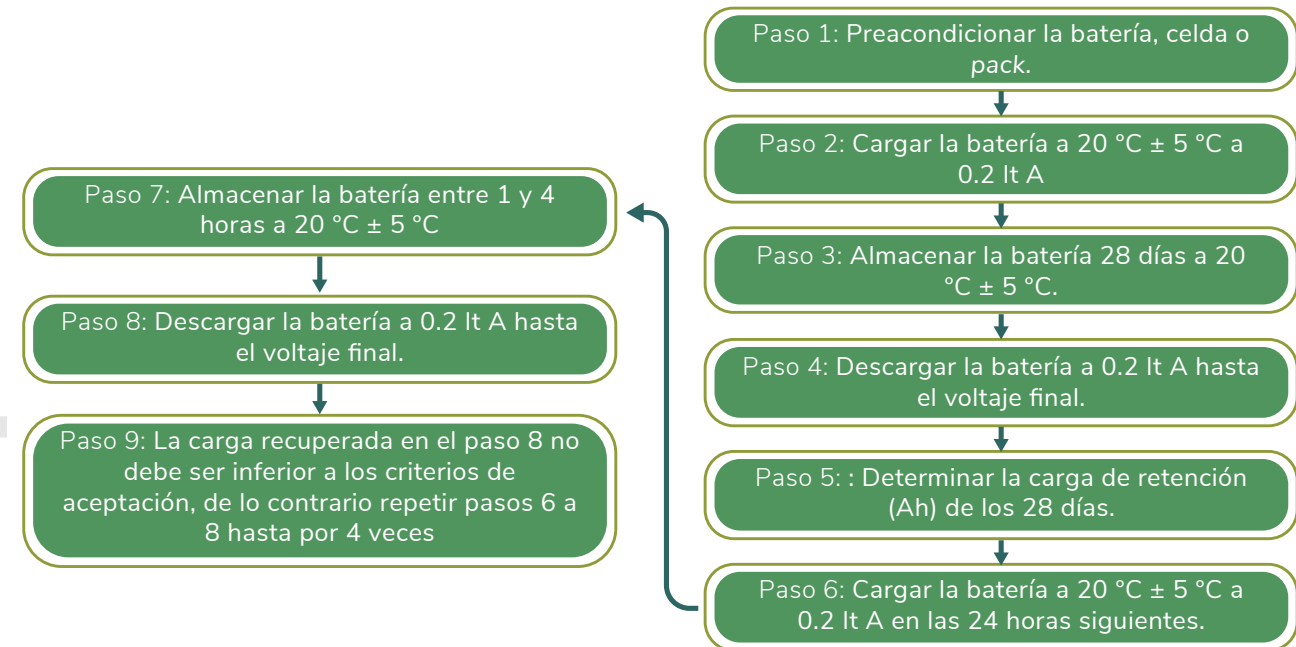 Paso 1: Preacondicionar la batería, celda o
pack.
Paso 2: Cargar la batería a 20 °C ± 5 °C a
0.2 lt A
Paso 3: Almacenar la batería 28 días a 20
°C ± 5 °C.
Paso 4: Descargar la batería a 0.2 lt A hasta
el voltaje final.
Paso 5: : Determinar la carga de retención
(Ah) de los 28 días.
Paso 6: Cargar la batería a 20 °C ± 5 °C a
0.2 lt A en las 24 horas siguientes.
Paso 7: Almacenar la batería entre 1 y 4
horas a 20 °C ± 5 °C
Paso 8: Descargar la batería a 0.2 lt A hasta
el voltaje final.
Paso 9: La carga recuperada en el paso 8 no
debe ser inferior a los criterios de
aceptación, de lo contrario repetir pasos 6 a
8 hasta por 4 veces